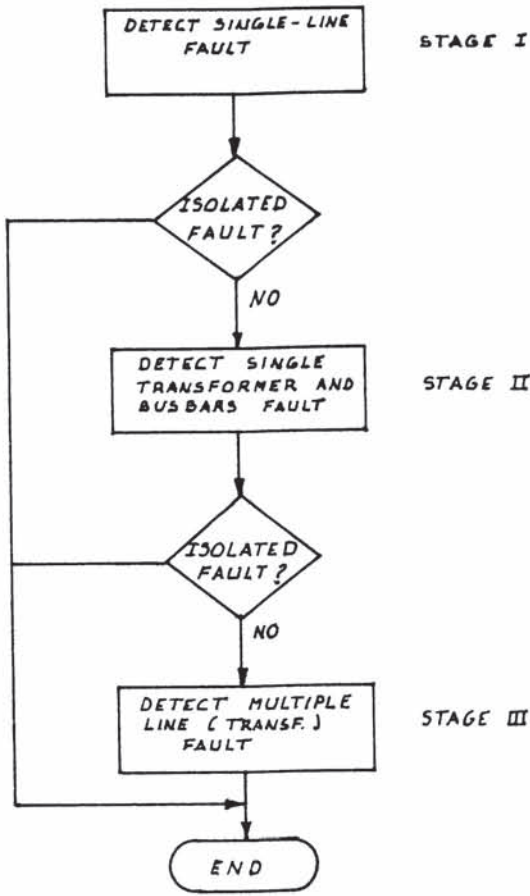 DETECT SINGLE-LINE
FAULT
STAGE I
ISOLATED
FAULT?
NO
DETECT SINGLE
TRANSFORMER AND
BUSBARS FAULT
STAGE II
ISOLATED
FAULT?
NO
DETECT MULTIPLE
LINE (TRANSF.)
FAULT
STAGE III
END